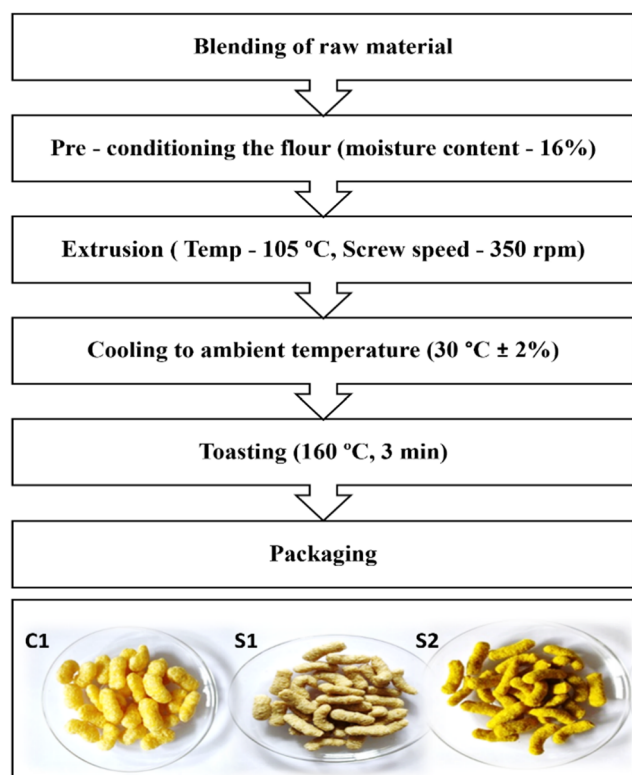 Blending of raw material
Pre - conditioning the flour (moisture content - 16%)
Extrusion ( Temp - 105 ºC, Screw speed - 350 rpm)
Cooling to ambient temperature (30 °C ± 2%)
Toasting (160 ºC, 3 min)
Packaging
C1
S1
S2